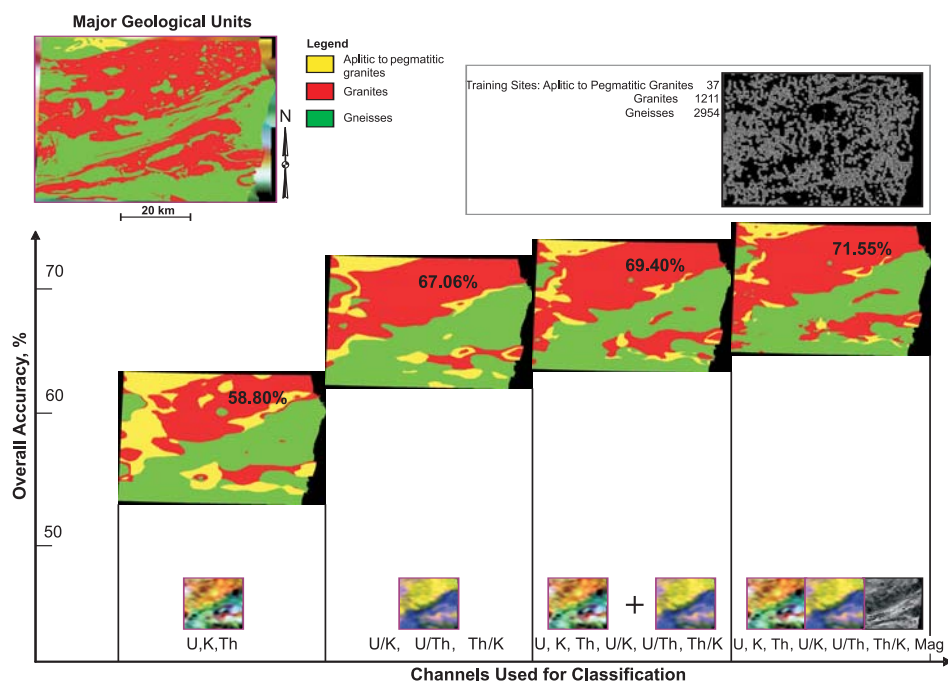 Major Geological Units
Legend
Aplitic to pegmatitic
granites
Granites
Gneisses
N
20 km
Training Sites: Aplitic to Pegmatitic Granites 37
Granites 1211
Gneisses 2954
Overall Accuracy, %
70
60
50
58.80%
67.06%
69.40%
71.55%
+
U,K,Th
U/K, U/Th, Th/K
U, K, Th, U/K, U/Th, Th/K
U, K, Th, U/K, U/Th, Th/K, Mag
Channels Used for Classification